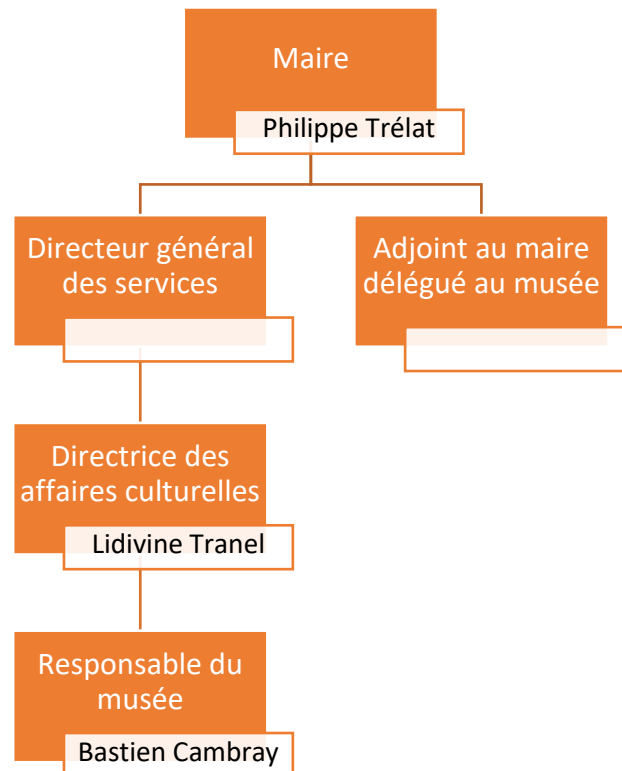 Maire
Philippe Trélat
Directeur général
des services
Adjoint au maire
délégué au musée
Directrice des
affaires culturelles
Lidivine Tranel
Responsable du
musée
Bastien Cambray